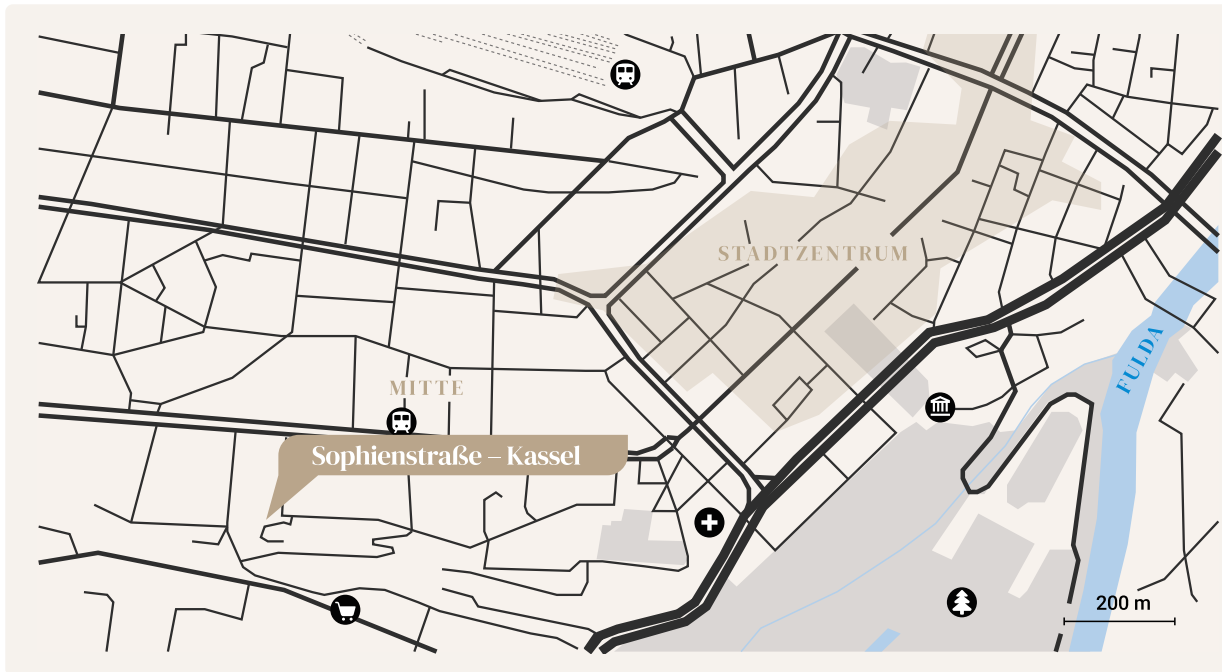 STADTZENTRUM
FULDA
MITTE
Sophienstraße – Kassel
200 m